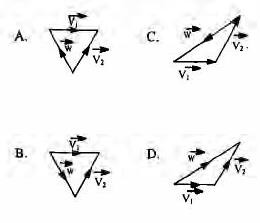 A. V₁ W V₂
C. W V₂. V₁
B. V₁ W V₂
D. W V₂ V₁